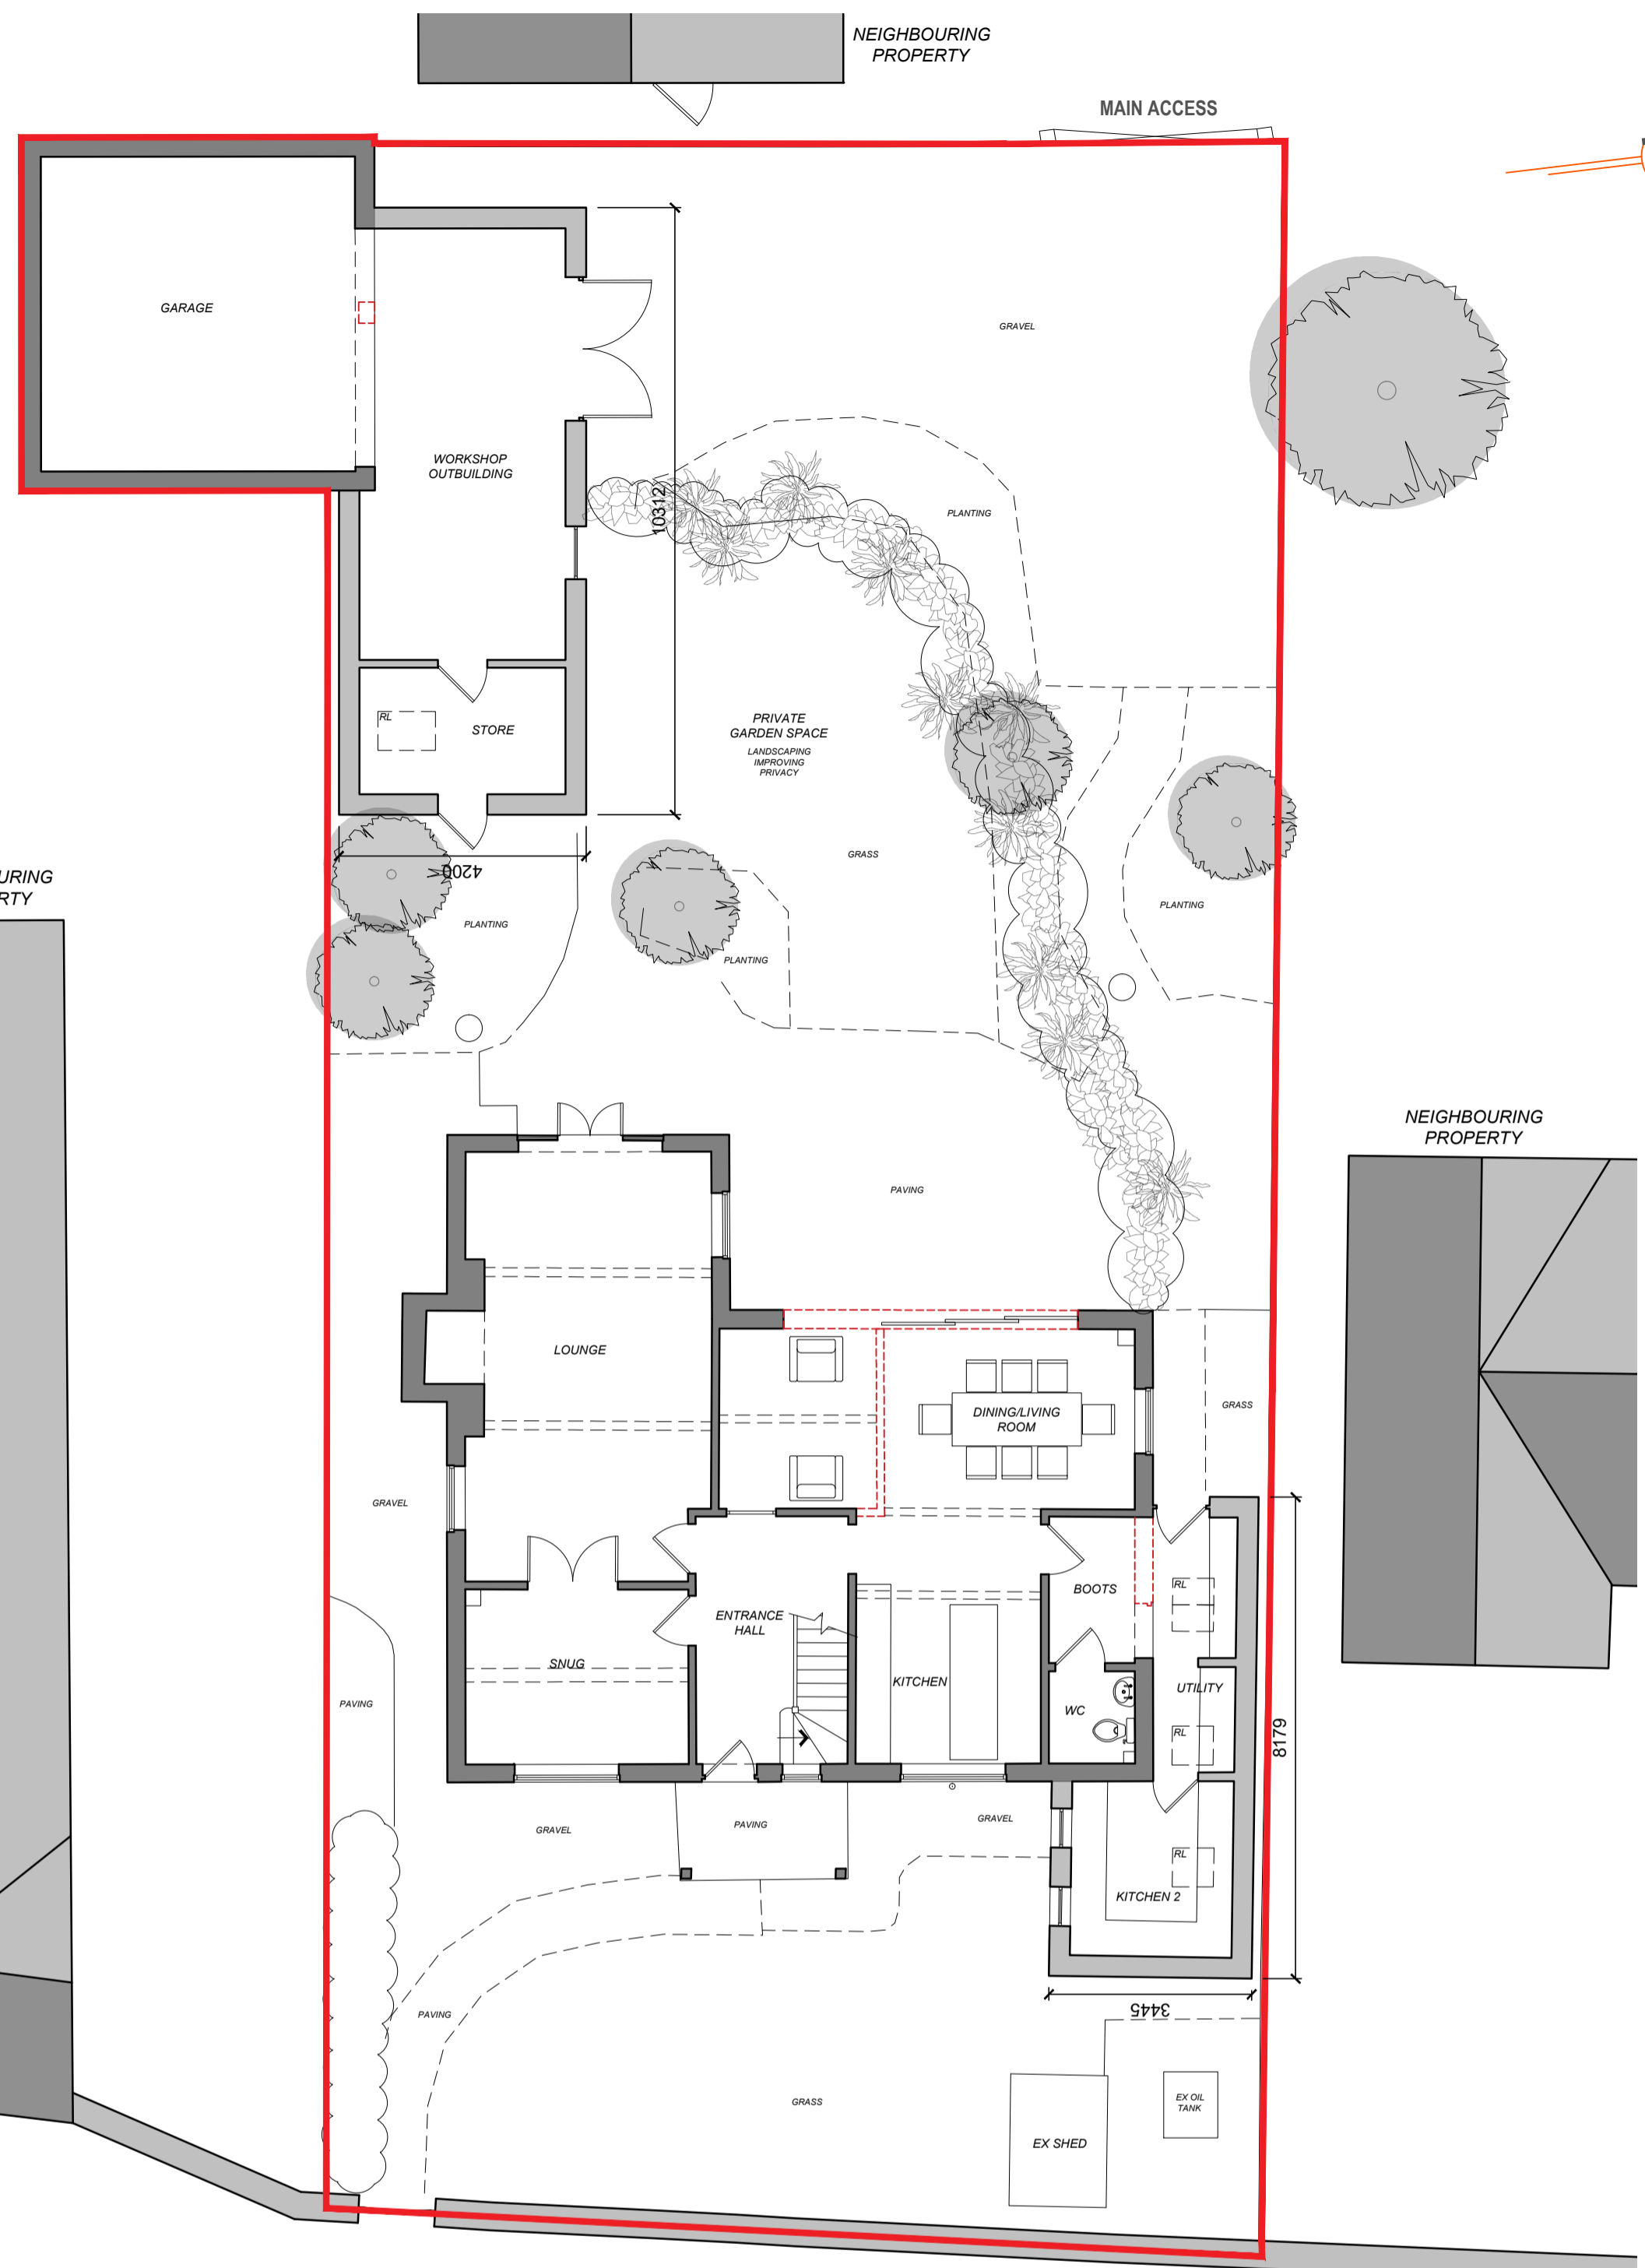 NEIGHBOURING
PROPERTY
MAIN ACCESS
GARAGE
GRAVEL
WORKSHOP
OUTBUILDING
10312
PLANTING
PRIVATE
GARDEN SPACE
LANDSCAPING
IMPROVING
PRIVACY
RL
STORE
GRASS
4200
URING
RTY
PLANTING
PLANTING
PLANTING
NEIGHBOURING
PROPERTY
PAVING
LOUNGE
DINING/LIVING
ROOM
GRASS
GRAVEL
BOOTS
RL
ENTRANCE
HALL
SNUG
KITCHEN
UTILITY
PAVING
WC
RL
8179
GRAVEL
PAVING
GRAVEL
RL
KITCHEN 2
3445
PAVING
GRASS
EX OIL
TANK
EX SHED